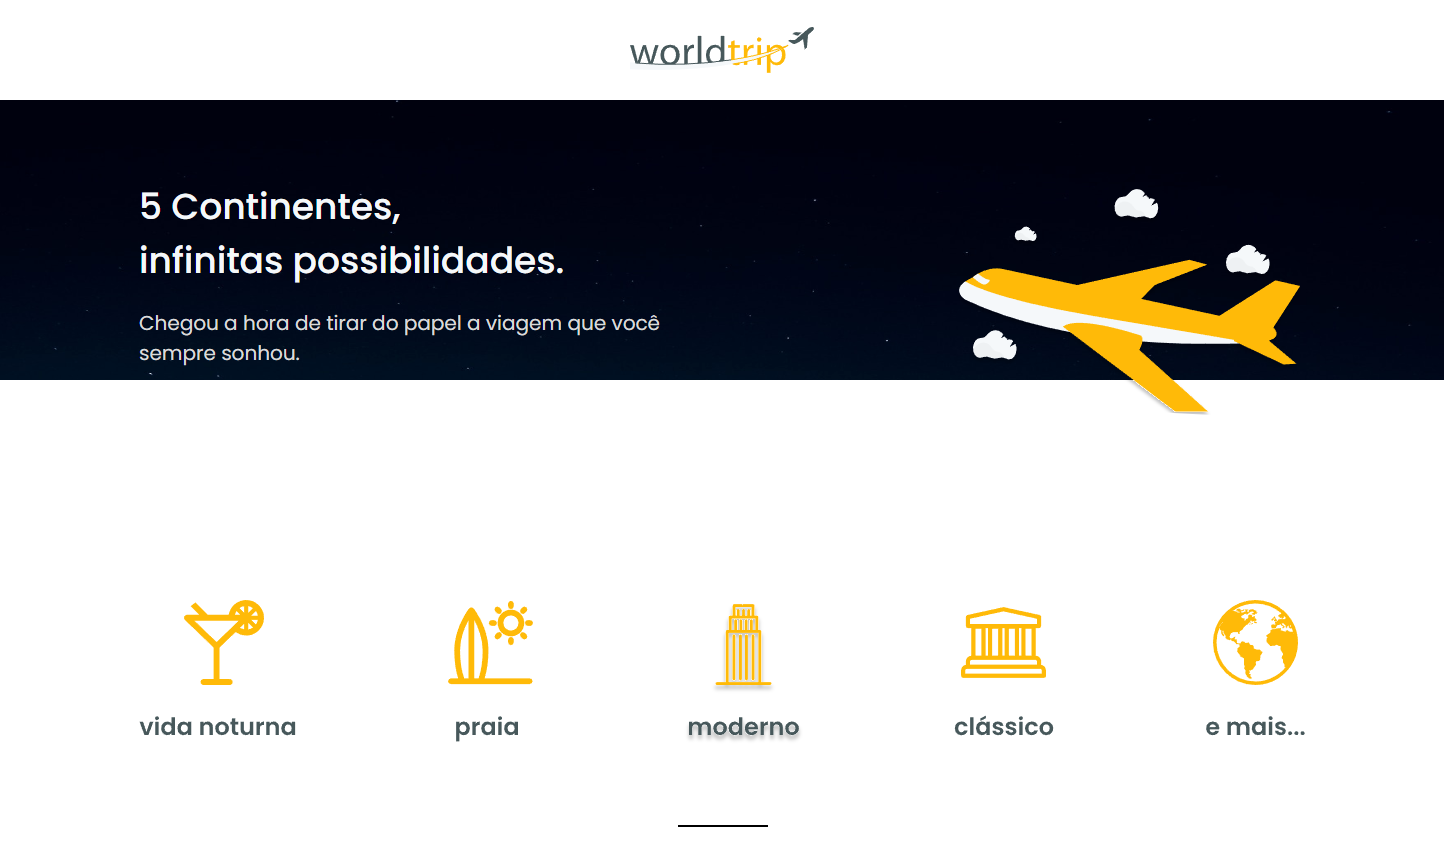 worldtrip
5 Continentes,
infinitas possibilidades.
Chegou a hora de tirar do papel a viagem que você
sempre sonhou.
vida noturna
praia
moderno
clássico
e mais...